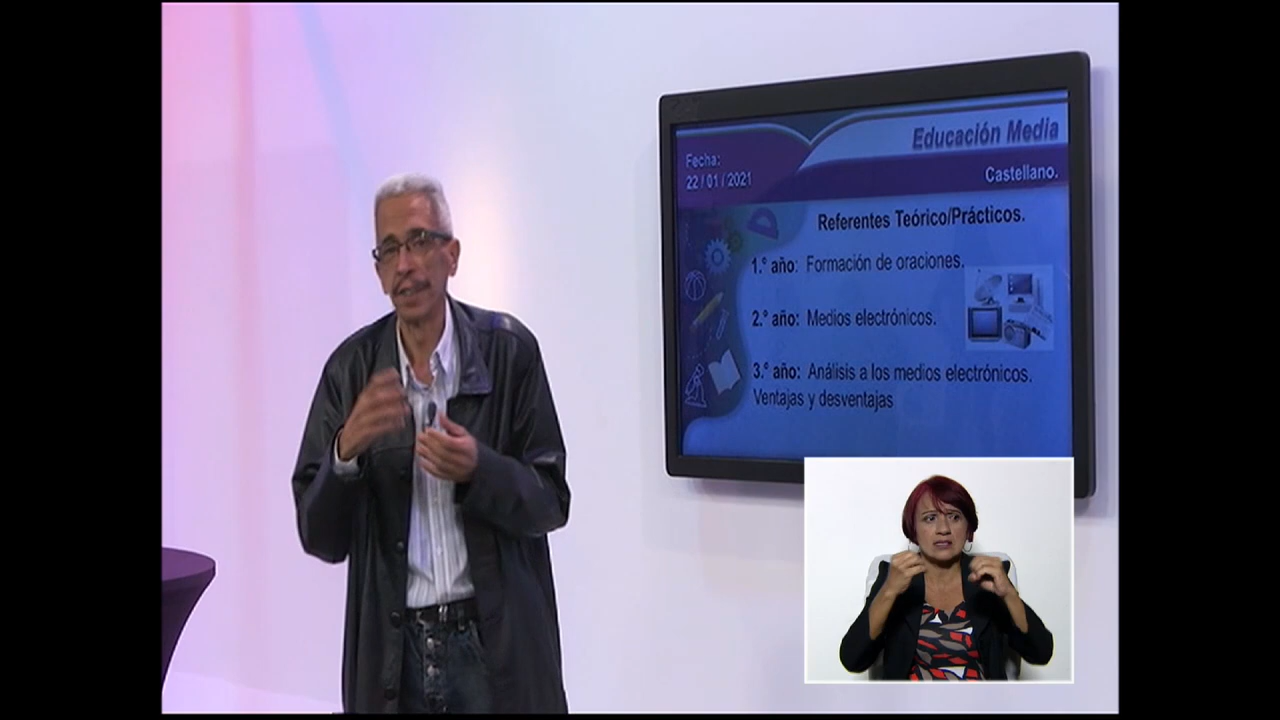 Educación Media
Fecha:
22 / 01 / 2021
Castellano.
Referentes Teórico/Prácticos.
1.º año: Formación de oraciones.
2.º año: Medios electrónicos.
3.º año: Análisis a los medios electrónicos.
Ventajas y desventajas